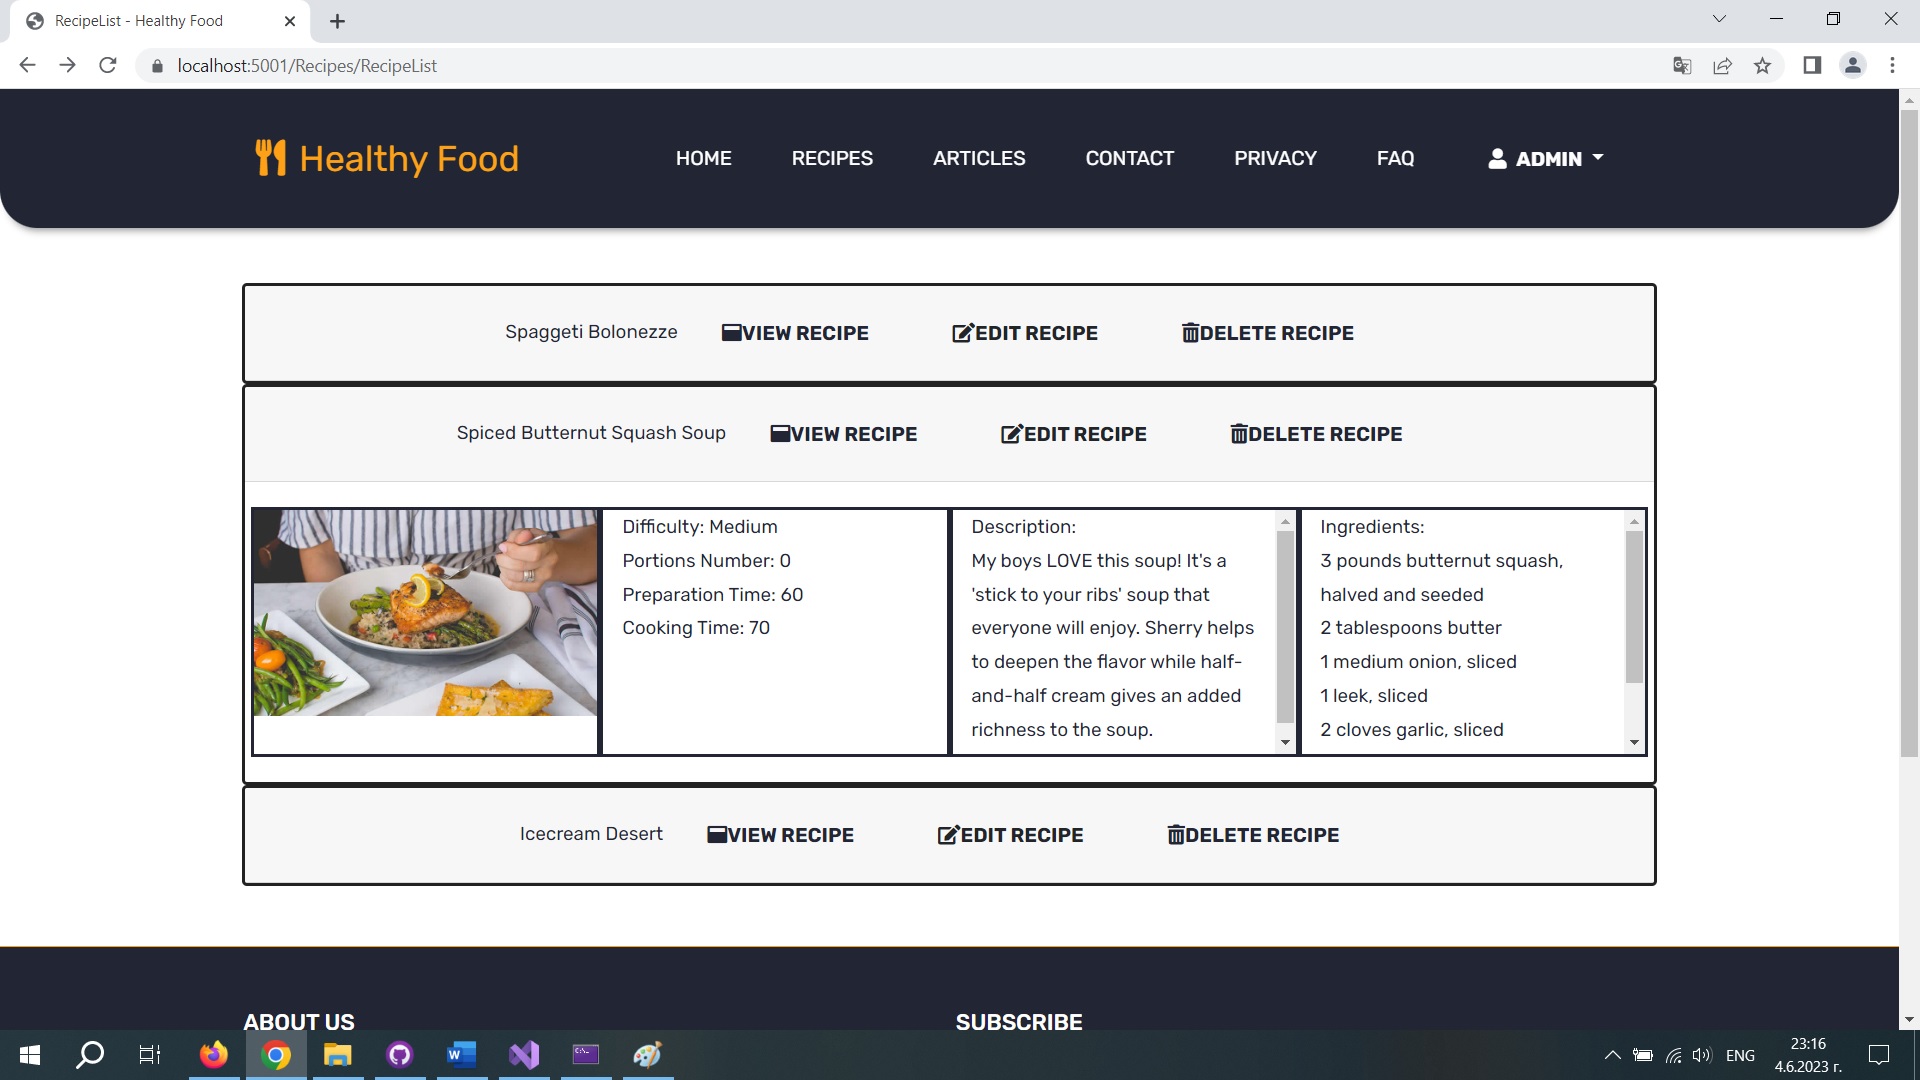 RecipeList - Healthy Food
localhost:5001/Recipes/RecipeList
Healthy Food
HOME
RECIPES
ARTICLES
CONTACT
PRIVACY
FAQ
ADMIN
Spaggeti Bolonezze
VIEW RECIPE
EDIT RECIPE
DELETE RECIPE
Spiced Butternut Squash Soup
VIEW RECIPE
EDIT RECIPE
DELETE RECIPE
Difficulty: Medium
Portions Number: 0
Preparation Time: 60
Cooking Time: 70
Description:
My boys LOVE this soup! It's a
'stick to your ribs' soup that
everyone will enjoy. Sherry helps
to deepen the flavor while half-
and-half cream gives an added
richness to the soup.
Ingredients:
3 pounds butternut squash,
halved and seeded
2 tablespoons butter
1 medium onion, sliced
1 leek, sliced
2 cloves garlic, sliced
Icecream Desert
VIEW RECIPE
EDIT RECIPE
DELETE RECIPE
ABOUT US
SUBSCRIBE
ENG
23:16
4.6.2023 г.